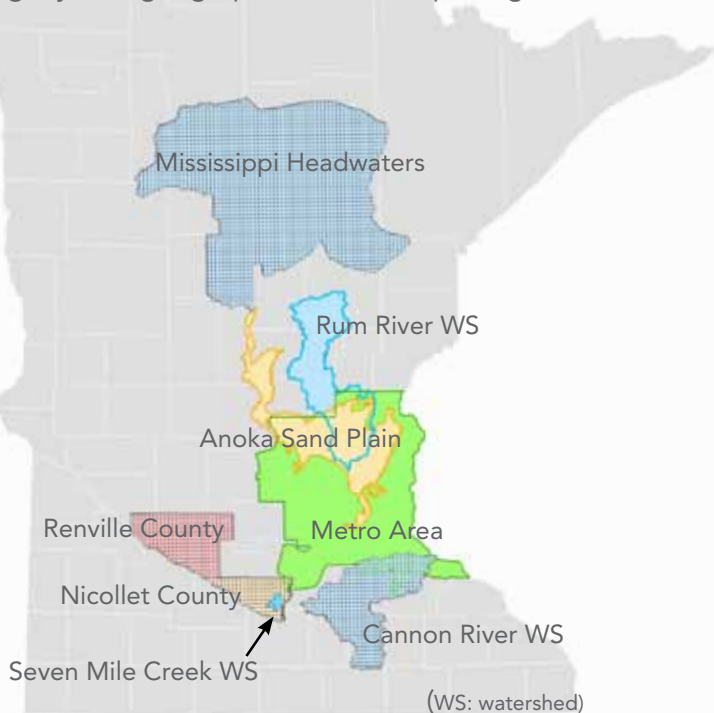 Mississippi Headwaters
Rum River WS
Anoka Sand Plain
Renville County
Metro Area
Nicollet County
Cannon River WS
Seven Mile Creek WS
(WS: watershed)